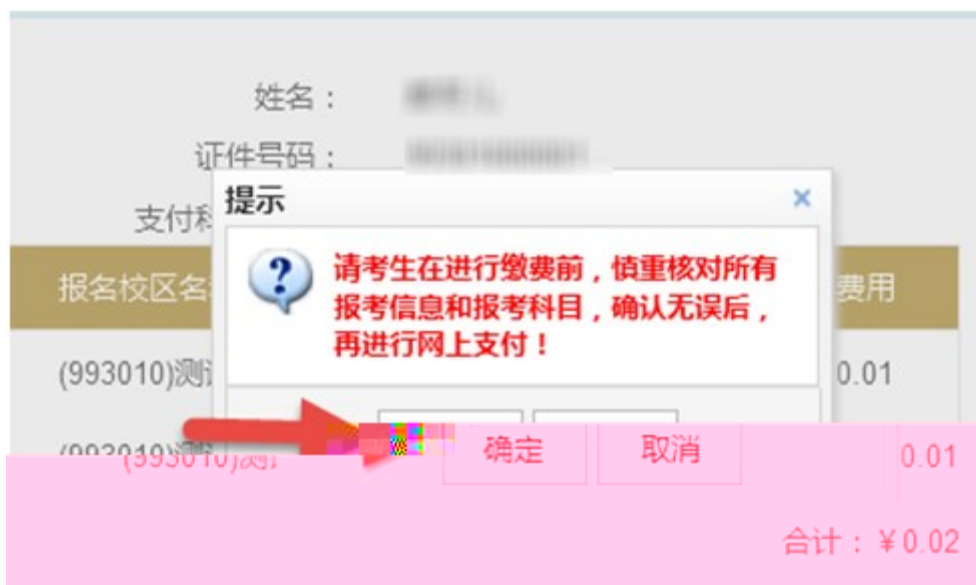 姓名：
证件号码：
支付科
提示
请考生在进行缴费前，慎重核对所有
报考信息和报考科目，确认无误后，
再进行网上支付！
报名校区名
费用
(993010)测
0.01
确定
取消
(993010)测
0.01
合计：￥0.02